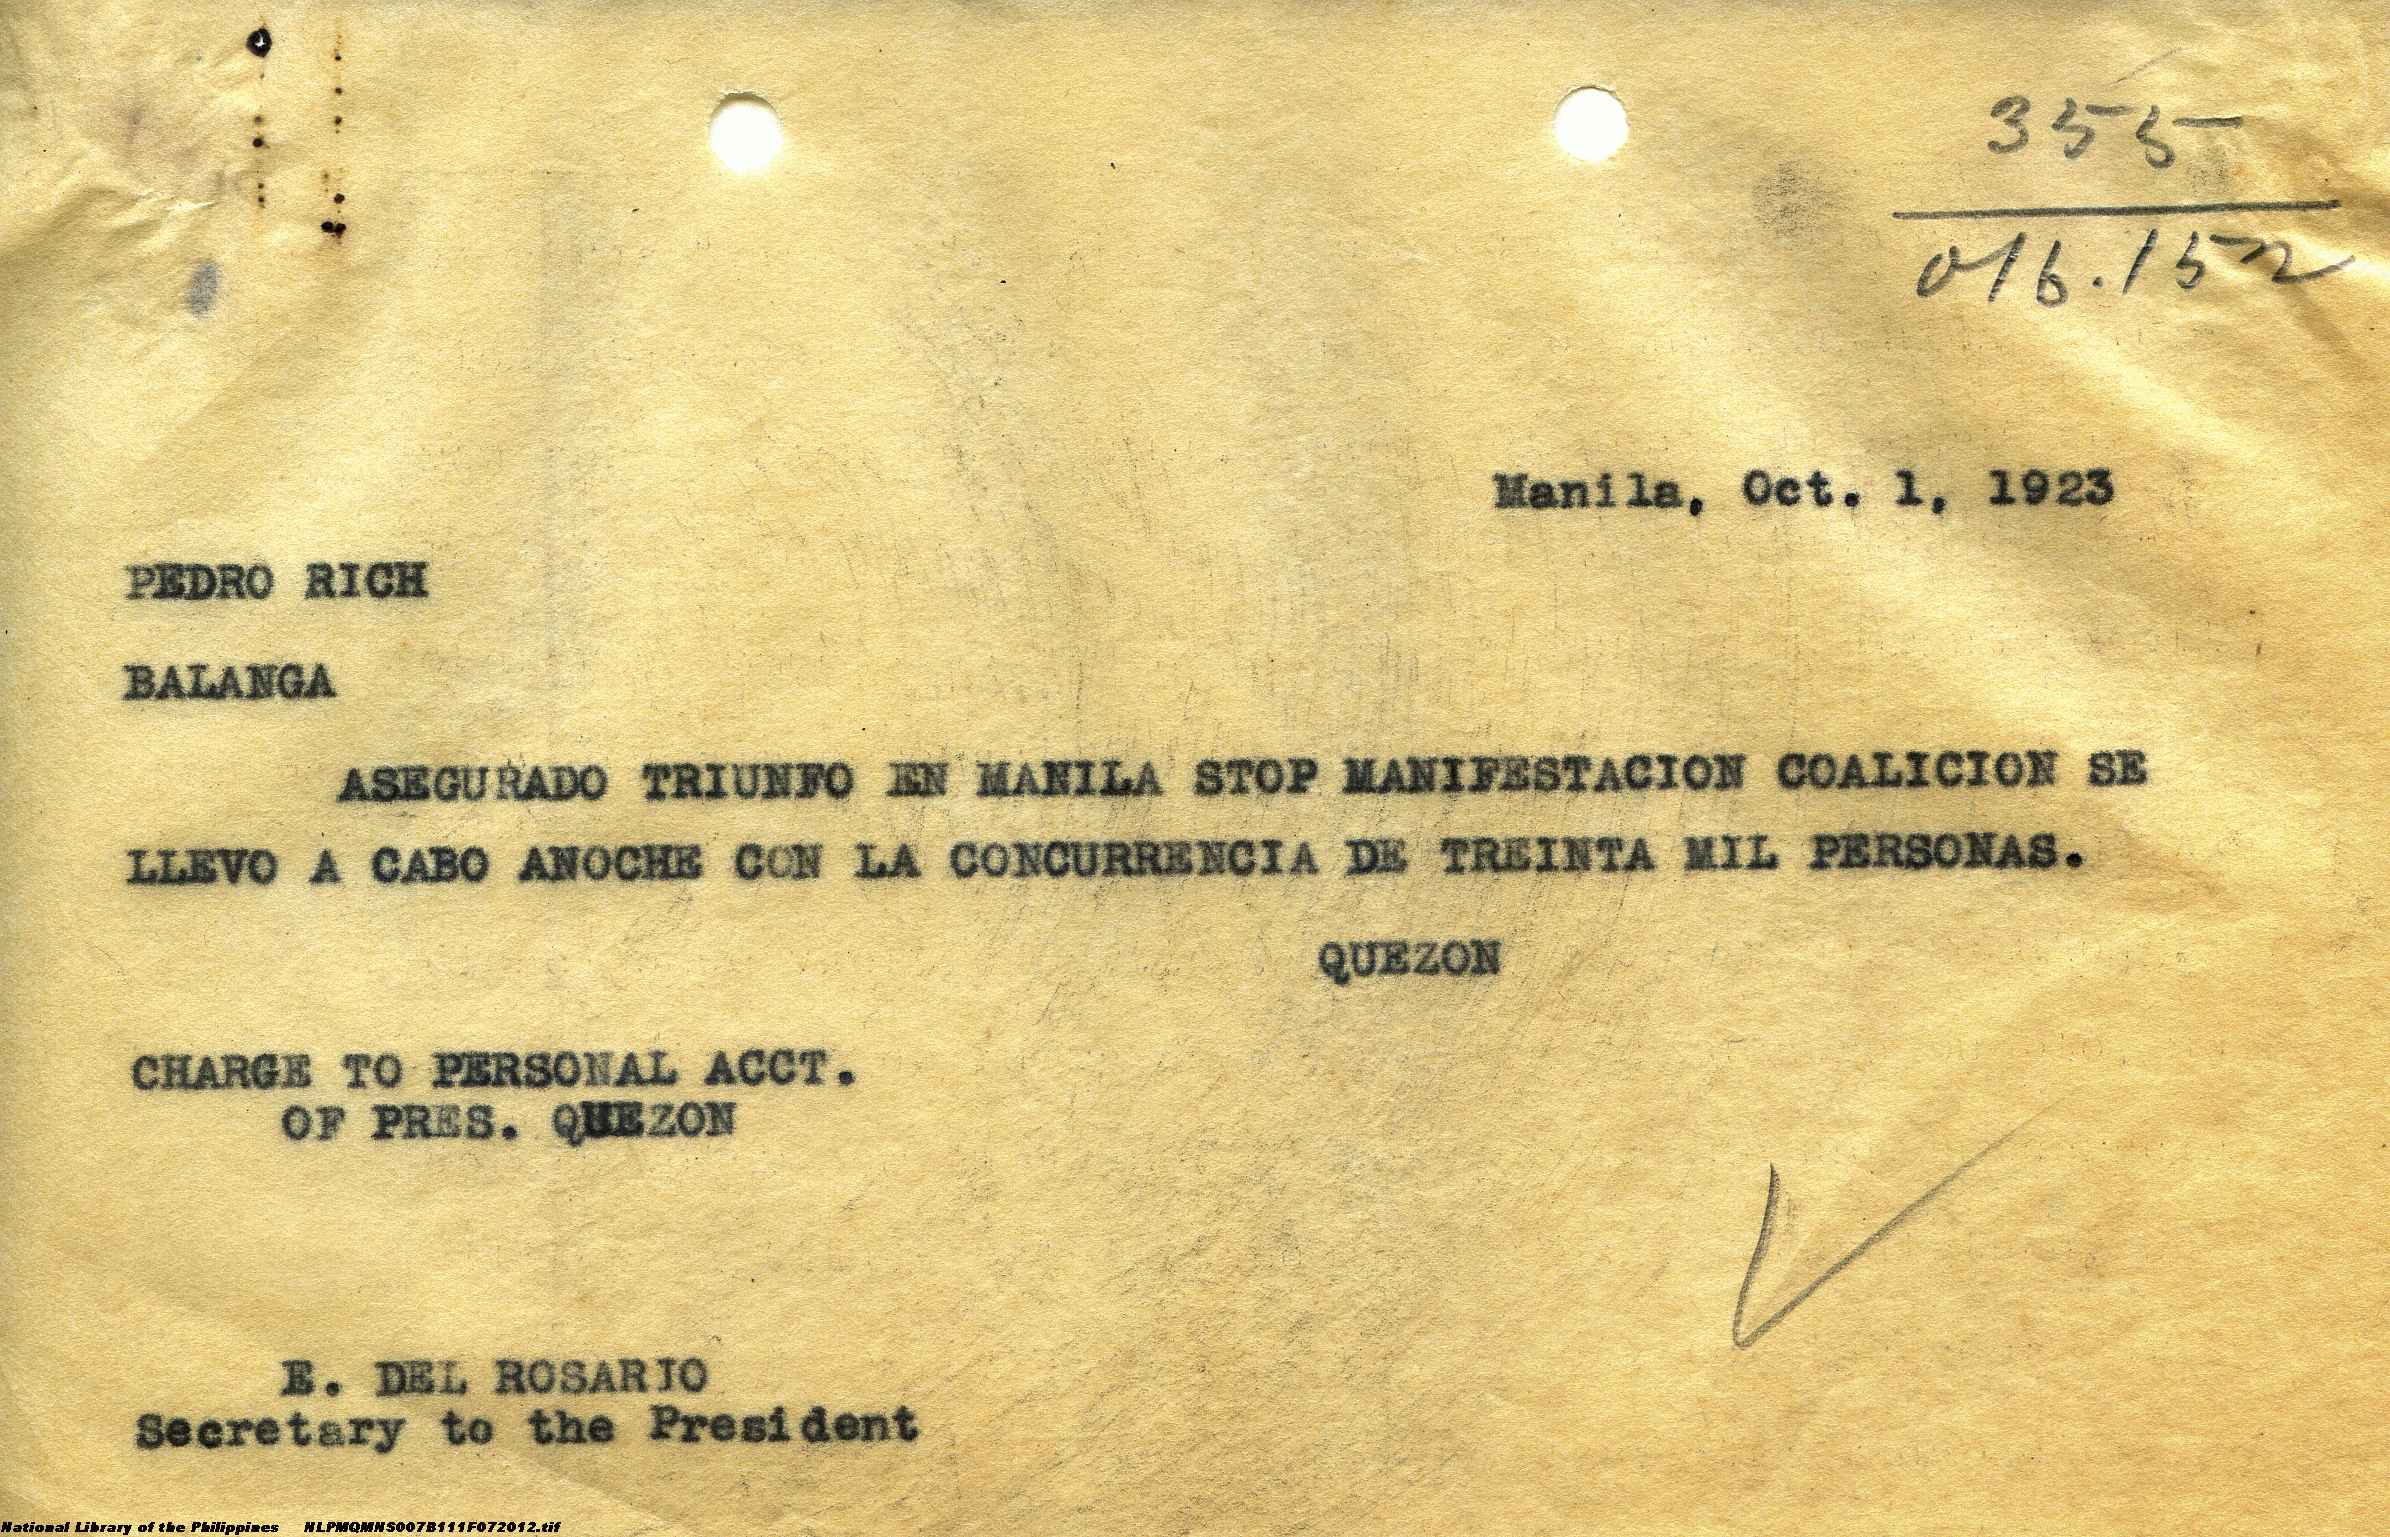 355
016.152
Manila, Oct. 1, 1923
PEDRO RICH
BALANGA
ASEGURADO TRIUNFO EN MANILA STOP MANIFESTACION COALICION SE
LLEVO A CABO ANOCHE CON LA CONCURRENCIA DE TREINTA MIL PERSONAS.
QUEZON
CHARGE TO PERSONAL ACCT.
OF PRES. QUEZON
E. DEL ROSARIO
Secretary to the President
National Library of the Philippines NLPMQMNS007B111F072012.tif